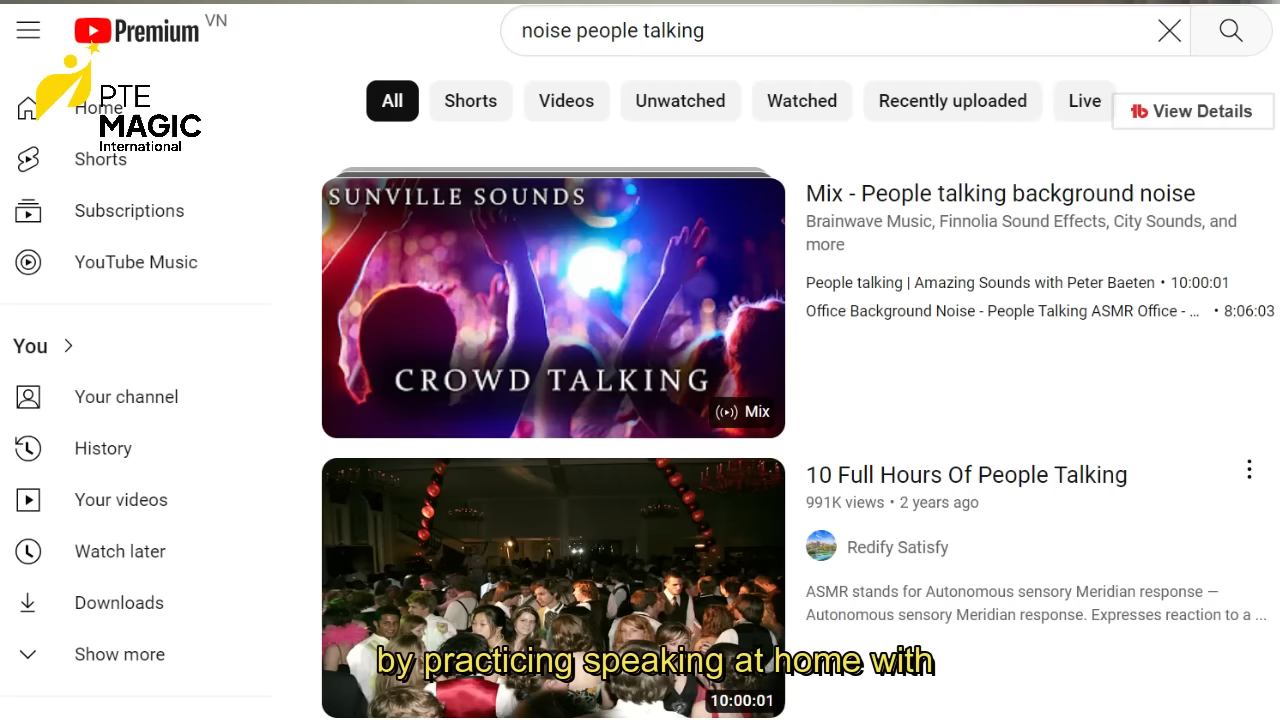 Premium VN
noise people talking
PTE
MAGIC
International
Home
Shorts
Subscriptions
YouTube Music
You
Your channel
History
Your videos
Watch later
Downloads
Show more
All
Shorts
Videos
Unwatched
Watched
Recently uploaded
Live
View Details
SUNVILLE SOUNDS
CROWD TALKING
Mix
Mix - People talking background noise
Brainwave Music, Finnolia Sound Effects, City Sounds, and
more
People talking | Amazing Sounds with Peter Baeten • 10:00:01
Office Background Noise - People Talking ASMR Office - ... • 8:06:03
10:00:01
10 Full Hours Of People Talking
991K views • 2 years ago
Redify Satisfy
ASMR stands for Autonomous sensory Meridian response —
Autonomous sensory Meridian response. Expresses reaction to a ...
by practicing speaking at home with